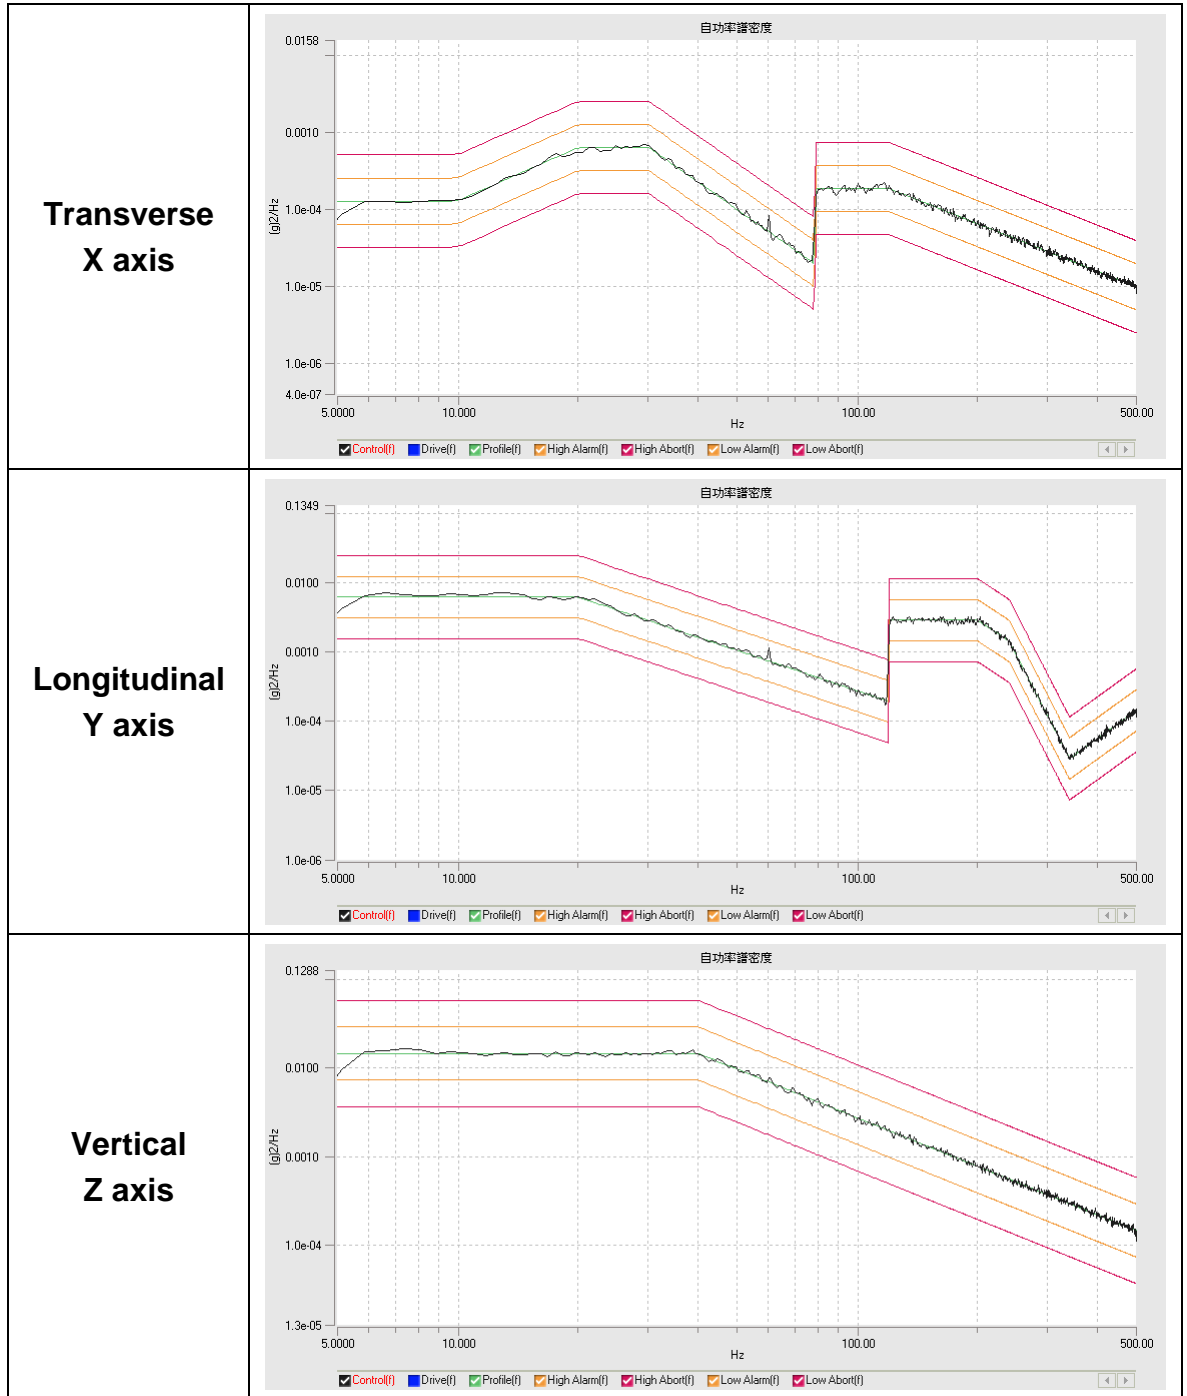 Transverse
X axis
自功率譜密度
0.0158
0.0010
1.0e-04
1.0e-05
1.0e-06
4.0e-07
(g)2/Hz
5.0000 10.000 100.00 500.00
Hz
Control(f) Drive(f) Profile(f) High Alarm(f) High Abort(f) Low Alarm(f) Low Abort(f)
Longitudinal
Y axis
自功率譜密度
0.1349
0.0100
0.0010
1.0e-04
1.0e-05
1.0e-06
(g)2/Hz
5.0000 10.000 100.00 500.00
Hz
Control(f) Drive(f) Profile(f) High Alarm(f) High Abort(f) Low Alarm(f) Low Abort(f)
Vertical
Z axis
自功率譜密度
0.1288
0.0100
0.0010
1.0e-04
1.3e-05
(g)2/Hz
5.0000 10.000 100.00 500.00
Hz
Control(f) Drive(f) Profile(f) High Alarm(f) High Abort(f) Low Alarm(f) Low Abort(f)